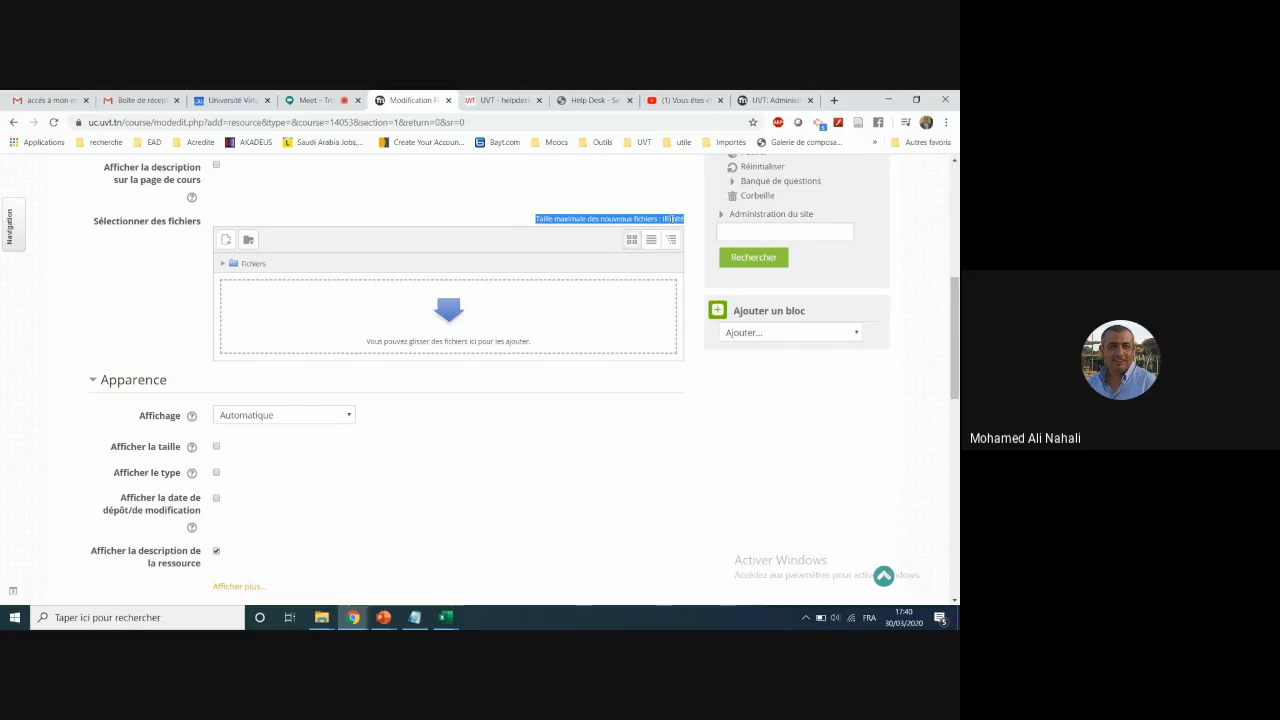 accès à mon e
Boîte de récep
Université Virtu
Meet – Tra
Modification Fi
UVT - helpdesk
Help Desk - So
(1) Vous êtes e
UVT: Administ
uc.uvt.tn/course/modedit.php?add=resource&type=&course=14053&section=1&return=0&sr=0
Applications
recherche
EAD
Acredite
AKADEUS
Saudi Arabia Jobs,...
Create Your Accoun...
Bayt.com
Moocs
Outils
UVT
utile
Importés
Galerie de composa...
»
Autres favoris
Navigation
Afficher la description
sur la page de cours
Sélectionner des fichiers
Taille maximale des nouveaux fichiers : Illimité
Fichiers
Vous pouvez glisser des fichiers ici pour les ajouter.
Apparence
Affichage
Automatique
Afficher la taille
Afficher le type
Afficher la date de
dépôt/de modification
Afficher la description de
la ressource
Afficher plus...
Réinitialiser
Banque de questions
Corbeille
Administration du site
Rechercher
Ajouter un bloc
Ajouter...
Activer Windows
Accédez aux paramètres pour activer Windows.
Mohamed Ali Nahali
Taper ici pour rechercher
FRA
17:40
30/03/2020
5